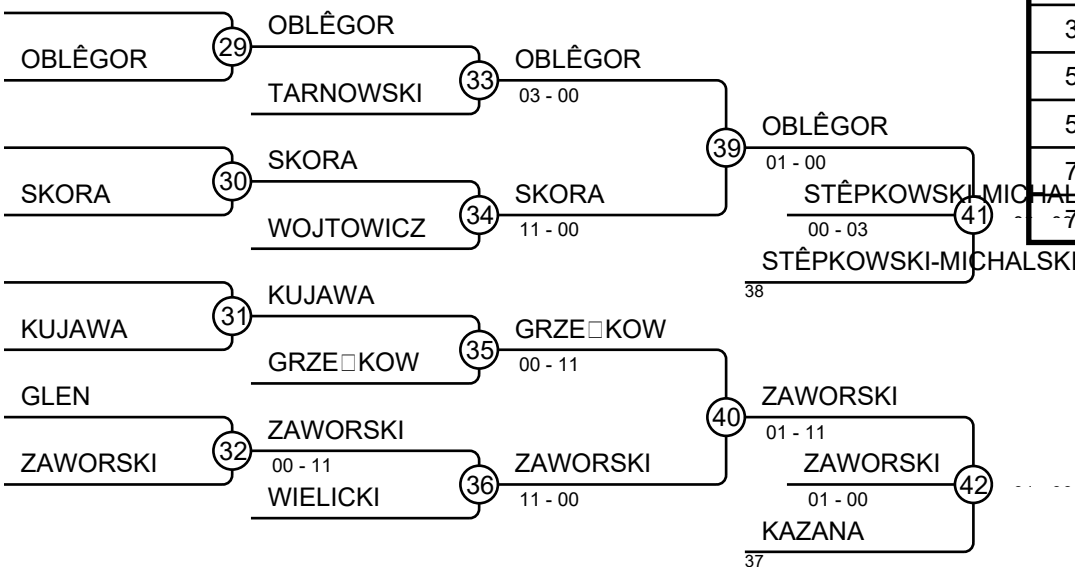 OBLÊGOR
29
OBLÊGOR
TARNOWSKI
33
OBLÊGOR
03 - 00
SKORA
30
SKORA
WOJTOWICZ
34
SKORA
11 - 00
39
OBLÊGOR
01 - 00
STÊPKOWSKI-MICHAL
00 - 03
41
STÊPKOWSKI-MICHALSKI
38
KUJAWA
31
KUJAWA
GRZE□KOW
35
GRZE□KOW
00 - 11
GLEN
ZAWORSKI
32
ZAWORSKI
00 - 11
WIELICKI
36
ZAWORSKI
11 - 00
40
ZAWORSKI
01 - 11
ZAWORSKI
01 - 00
42
KAZANA
37
3
5
5
7
7